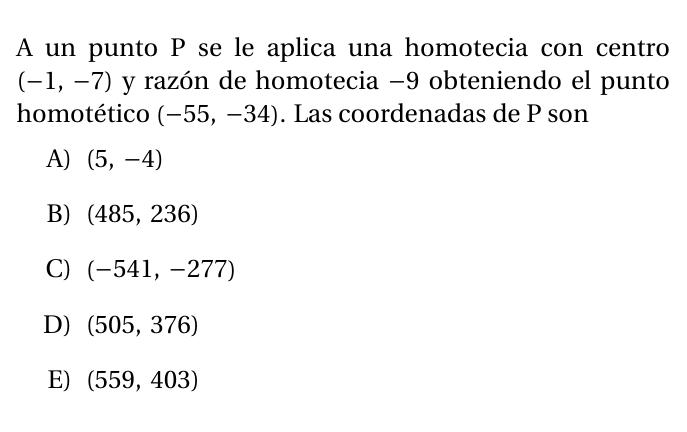 A un punto P se le aplica una homotecia con centro
(−1, −7) y razón de homotecia −9 obteniendo el punto
homotético (−55, −34). Las coordenadas de P son
A) (5, −4)
B) (485, 236)
C) (−541, −277)
D) (505, 376)
E) (559, 403)